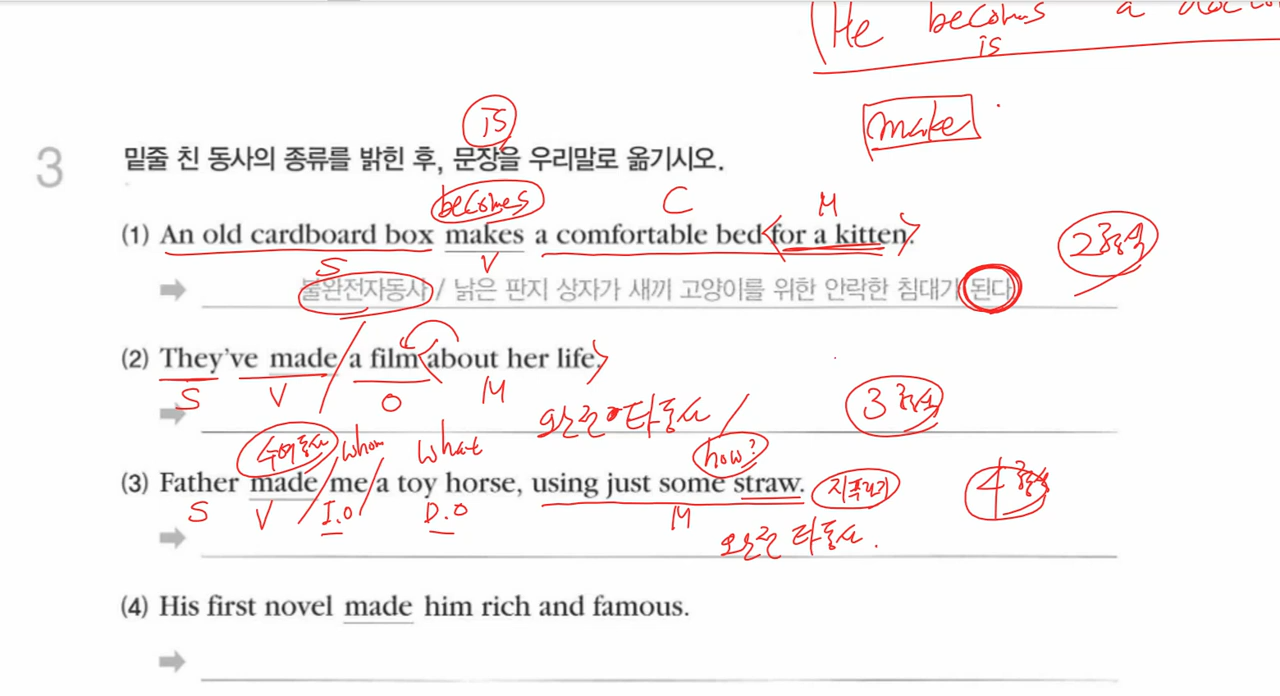 He becomes a
is
make
is
3 밑줄 친 동사의 종류를 밝힌 후, 문장을 우리말로 옮기시오.
becomes C M
(1) An old cardboard box makes a comfortable bed <for a kitten>. 2형식
S V
➡ 불완전자동사 / 낡은 판지 상자가 새끼 고양이를 위한 안락한 침대가 된다
(2) They've made / a film <about her life.> 3형식
S V O M
➡ 완전타동사 /
수여동사 whom what how?
(3) Father made / me / a toy horse, using just some straw. 지푸라기 4형식
S V I.O D.O M
➡ 완전타동사.
(4) His first novel made him rich and famous.
➡